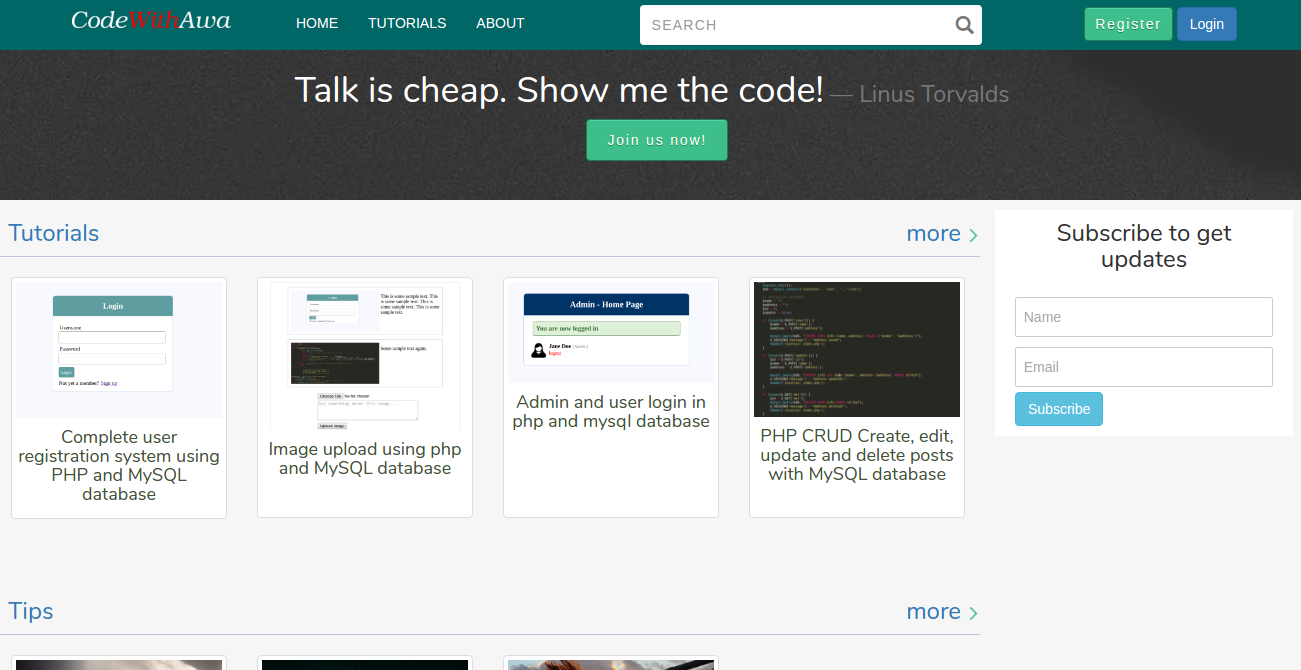 CodeWithAwa
HOME TUTORIALS ABOUT
SEARCH
Register Login
Talk is cheap. Show me the code! — Linus Torvalds
Join us now!
Tutorials
more
Login
Username
Password
Login
Not yet a member? Sign up
Complete user
registration system using
PHP and MySQL
database
This is some sample text. This
is some sample text. This is
some sample text. This is some
sample text.
Some sample text again.
Choose File No file chosen
Say something about this image...
Upload Image
Image upload using php
and MySQL database
Admin - Home Page
You are now logged in
Jane Doe (Admin)
logout
Admin and user login in
php and mysql database
PHP CRUD Create, edit,
update and delete posts
with MySQL database
Subscribe to get
updates
Name
Email
Subscribe
Tips
more